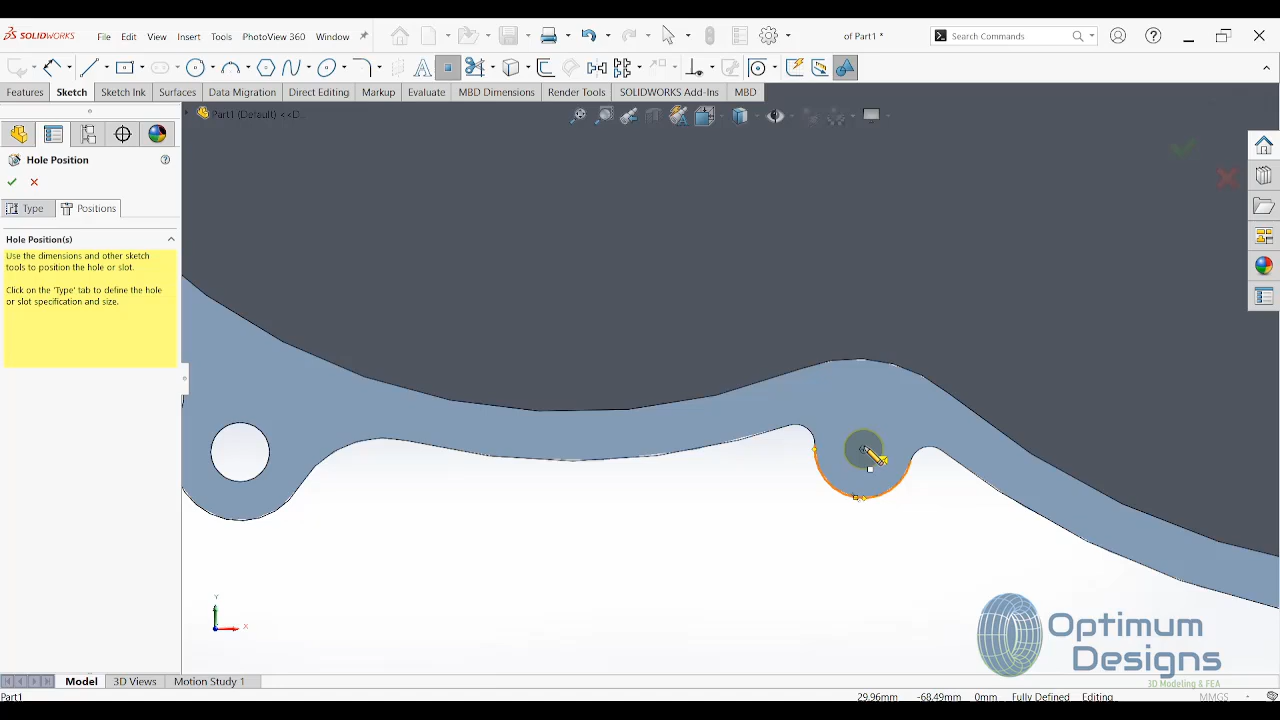 SOLIDWORKS File Edit View Insert Tools PhotoView 360 Window of Part1 * Search Commands
Features Sketch Sketch Ink Surfaces Data Migration Direct Editing Markup Evaluate MBD Dimensions Render Tools SOLIDWORKS Add-Ins MBD
Part1 (Default) <<D...
Hole Position
Type Positions
Hole Position(s)
Use the dimensions and other sketch
tools to position the hole or slot.
Click on the 'Type' tab to define the hole
or slot specification and size.
Y
X
Optimum
Designs
3D Modeling & FEA
Model 3D Views Motion Study 1
Part1 29.96mm -68.49mm 0mm Fully Defined Editing MMGS